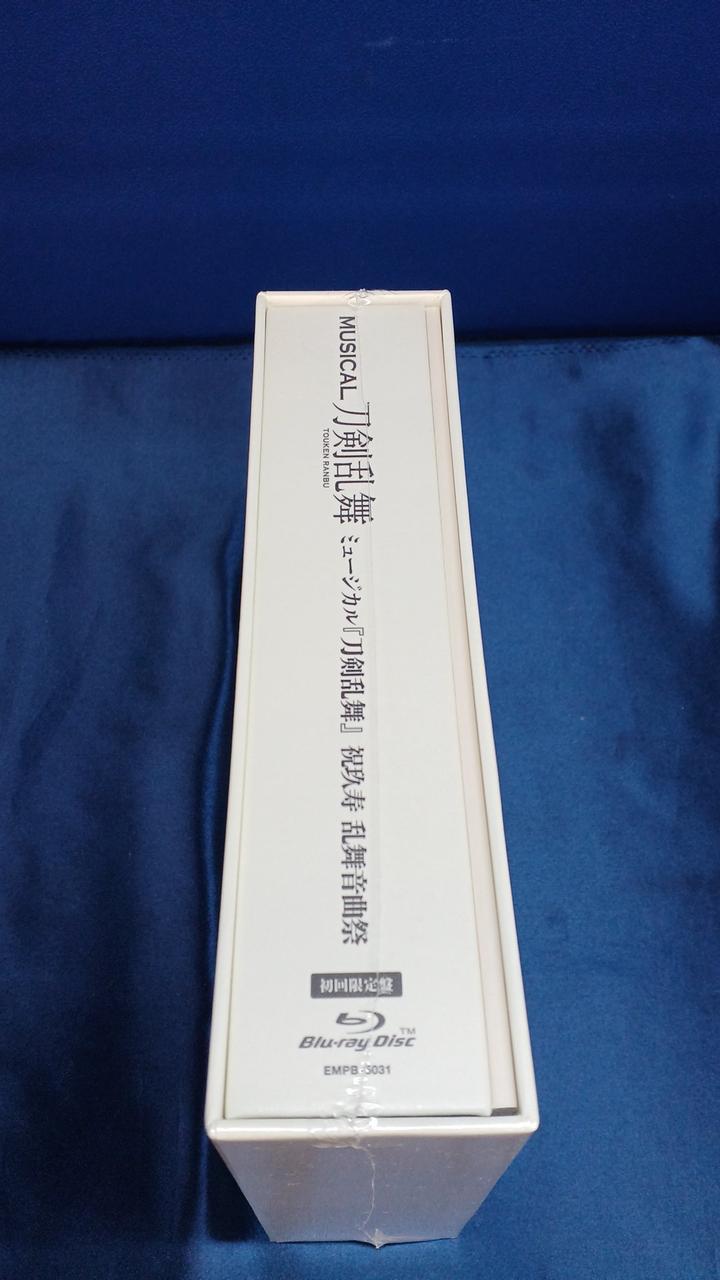 MUSICAL 刀剣乱舞
TOUKEN RANBU
ミュージカル『刀剣乱舞』 祝玖寿 乱舞音曲祭
初回限定盤
Blu-ray Disc™
EMPB-5031